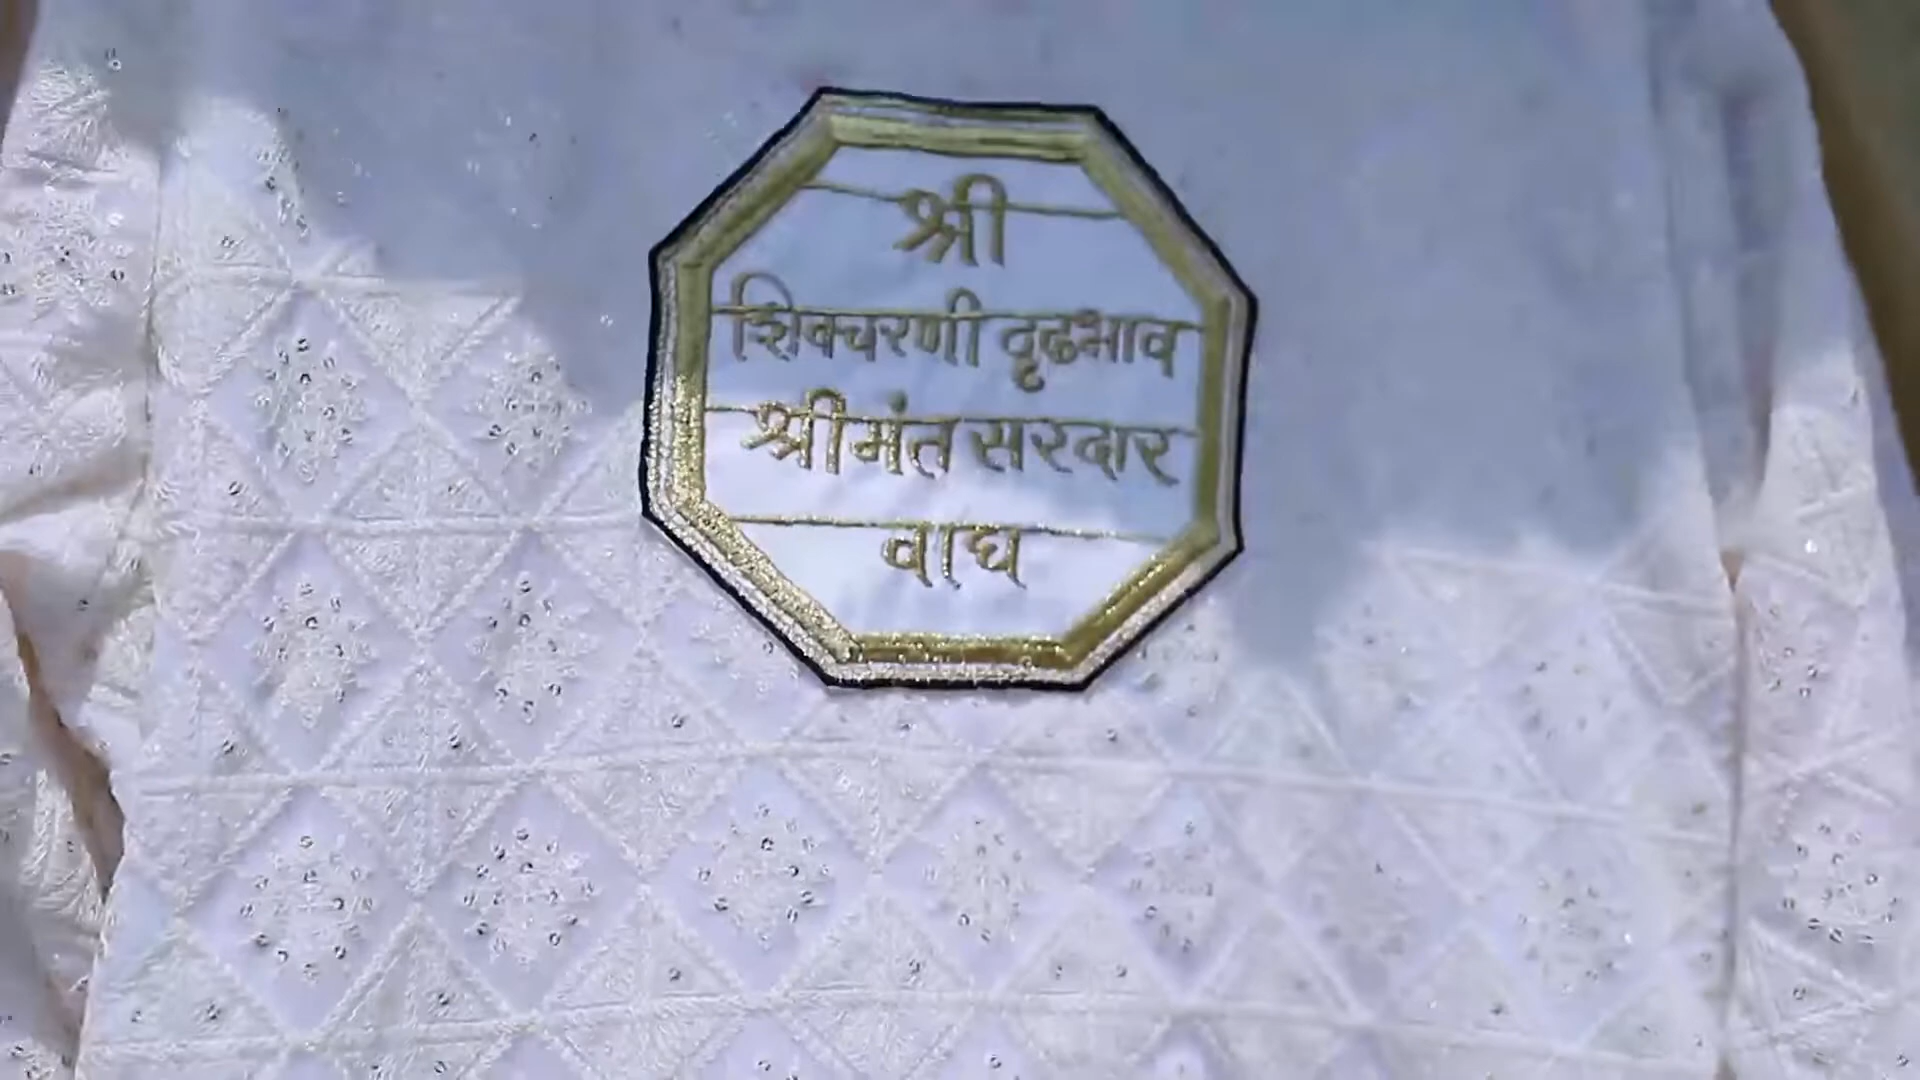 श्री
शिवचरणी दृढभाव
श्रीमंत सरदार
वाघ